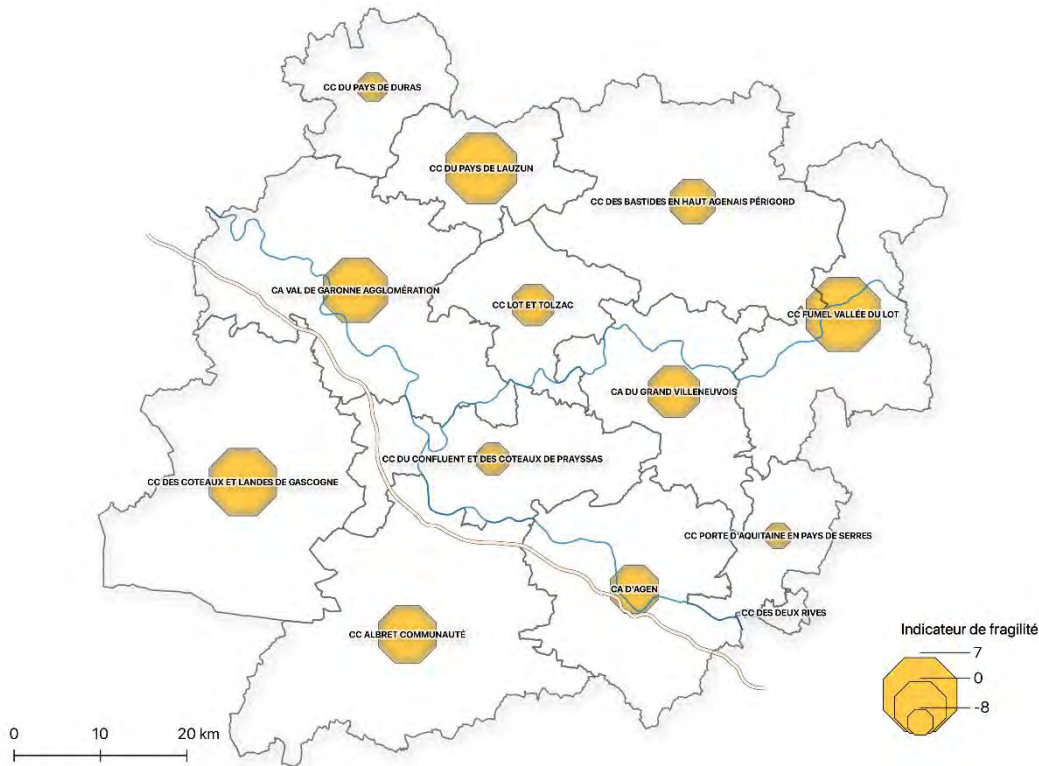 CC DU PAYS DE DURAS
CC DU PAYS DE LAUZUN
CC DES BASTIDES EN HAUT AGENAIS PÉRIGORD
CA VAL DE GARONNE AGGLOMÉRATION
CC LOT ET TOLZAC
CC FUMEL VALLÉE DU LOT
CA DU GRAND VILLENEUVOIS
CC DU CONFLUENT ET DES COTEAUX DE PRAYSSAS
CC DES COTEAUX ET LANDES DE GASCOGNE
CC PORTE D'AQUITAINE EN PAYS DE SERRES
CA D'AGEN
CC DES DEUX RIVES
CC ALBRET COMMUNAUTÉ
Indicateur de fragilité
7
0
-8
0 10 20 km